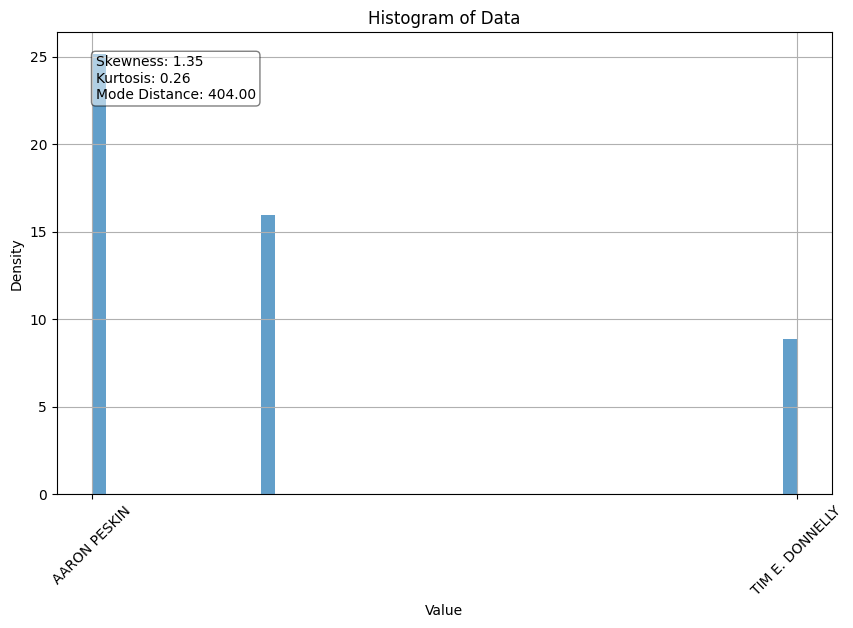 Histogram of Data
Skewness: 1.35
Kurtosis: 0.26
Mode Distance: 404.00
Density
25
20
15
10
5
0
AARON PESKIN
TIM E. DONNELLY
Value